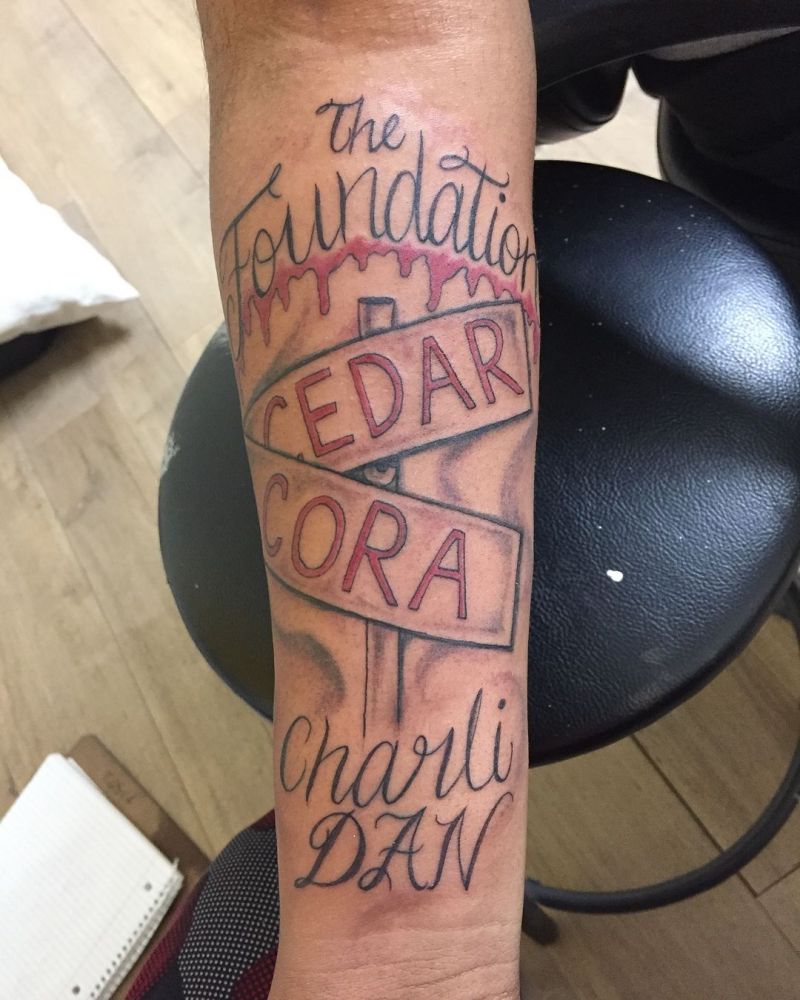 The
Foundation
CEDAR
CORA
Charli
DAN